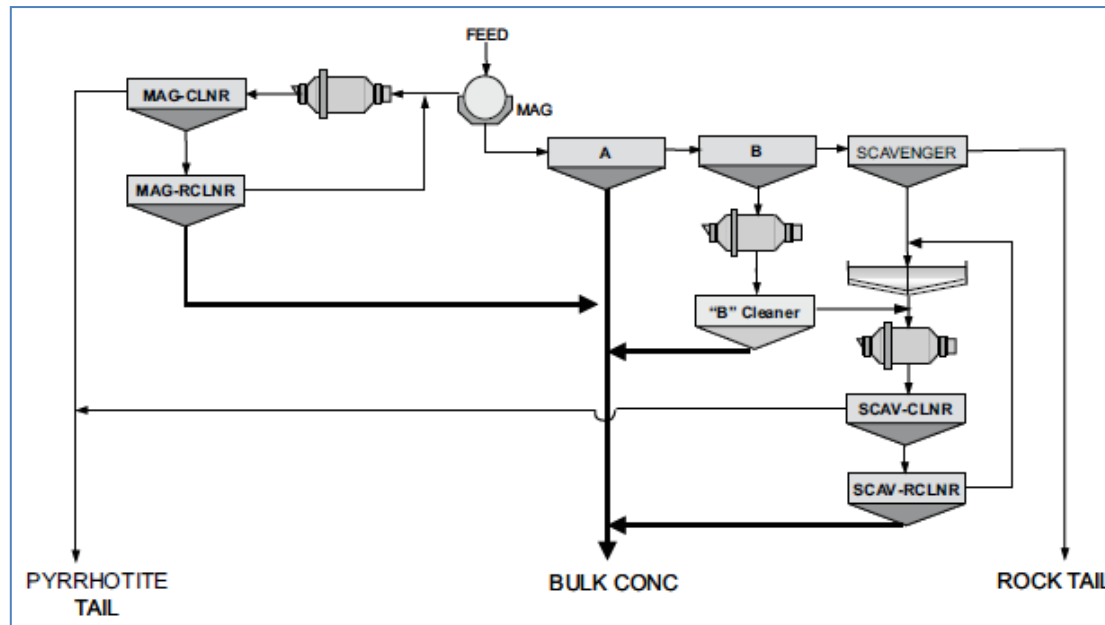 FEED
MAG-CLNR
MAG
A
B
SCAVENGER
MAG-RCLNR
"B" Cleaner
SCAV-CLNR
SCAV-RCLNR
PYRRHOTITE
TAIL
BULK CONC
ROCK TAIL